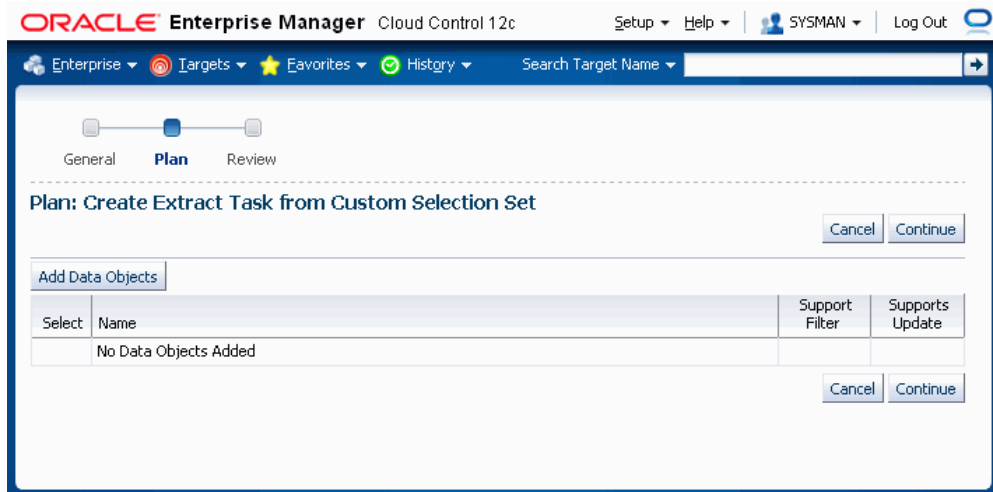 ORACLE Enterprise Manager Cloud Control 12c Setup Help SYSMAN Log Out
Enterprise Targets Favorites History Search Target Name
General Plan Review
Plan: Create Extract Task from Custom Selection Set
Cancel Continue
Add Data Objects
Select Name Support Filter Supports Update
No Data Objects Added
Cancel Continue